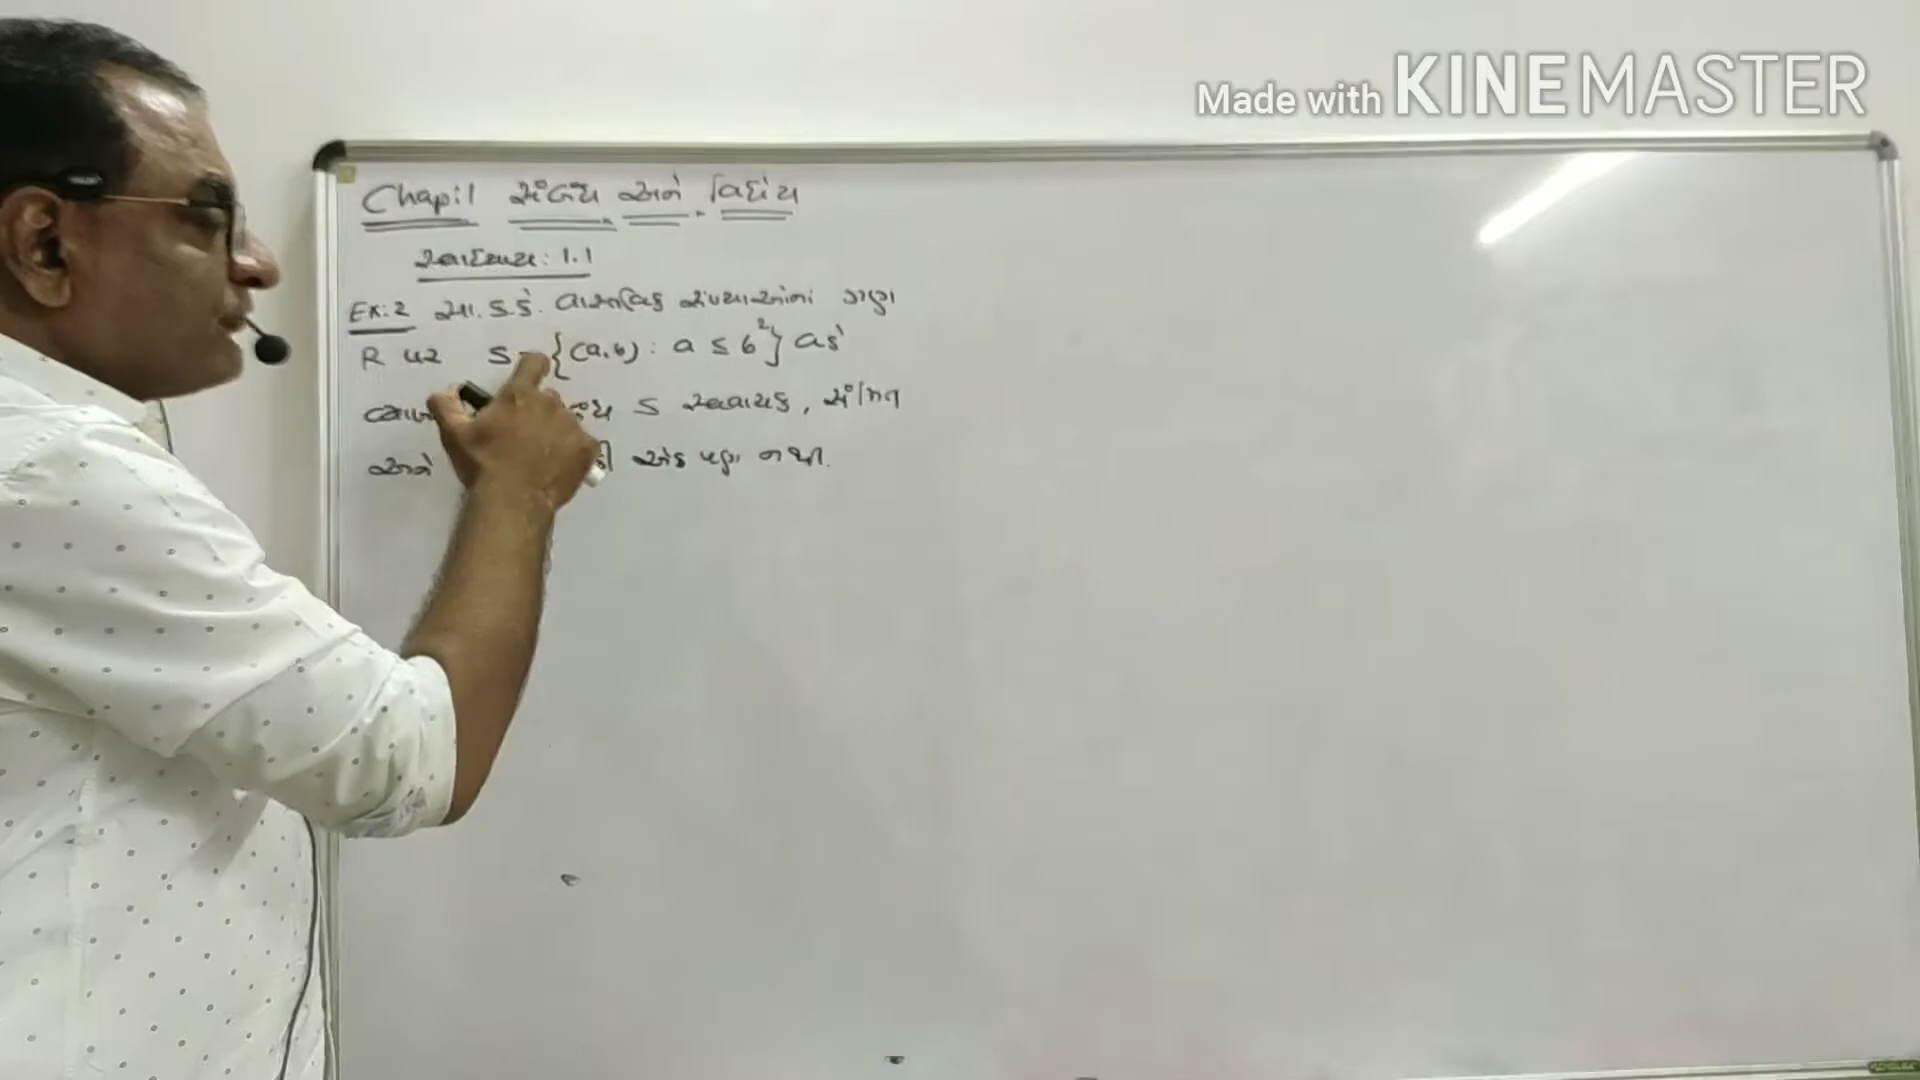 Made with KINEMASTER
Chap:1 સંબંધ અને વિધેય
સ્વાધ્યાય: 1.1
Ex:2 સા. ક.કે. વાસ્તવિક સંખ્યાઓના ગણ
R પર S = {(a,b) : a ≤ b²} વડે
S સ્વવાચક, સંમિત
અને એક પણ નથી.